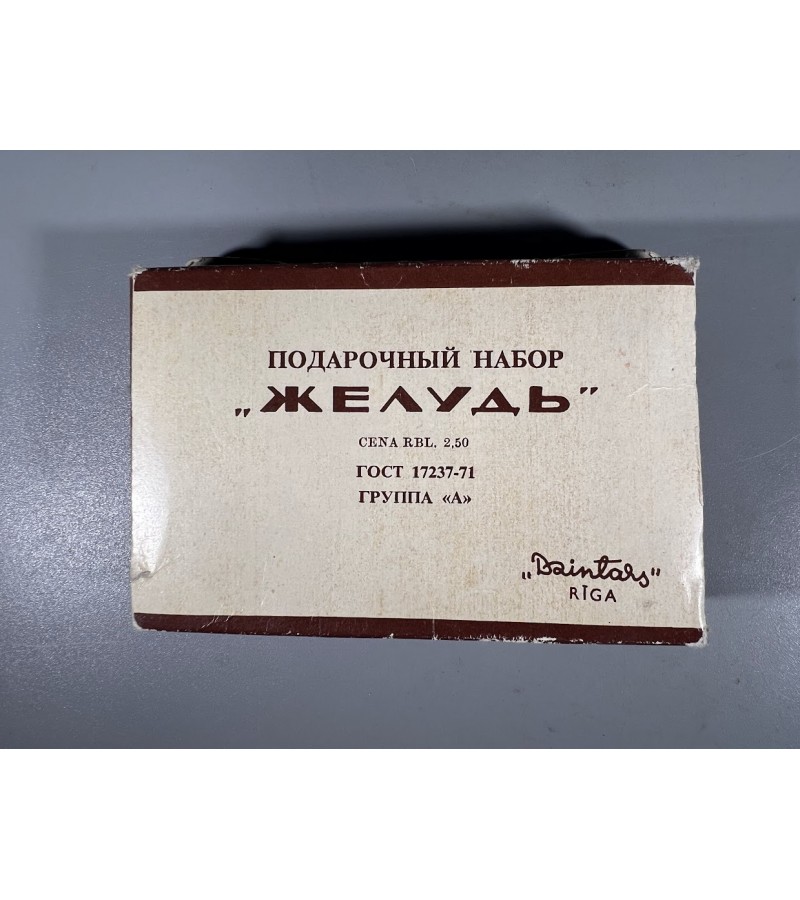 ПОДАРОЧНЫЙ НАБОР
„ЖЕЛУДЬ”
CENA RBL. 2,50
ГОСТ 17237-71
ГРУППА «А»
„Dzintars”
RĪGA